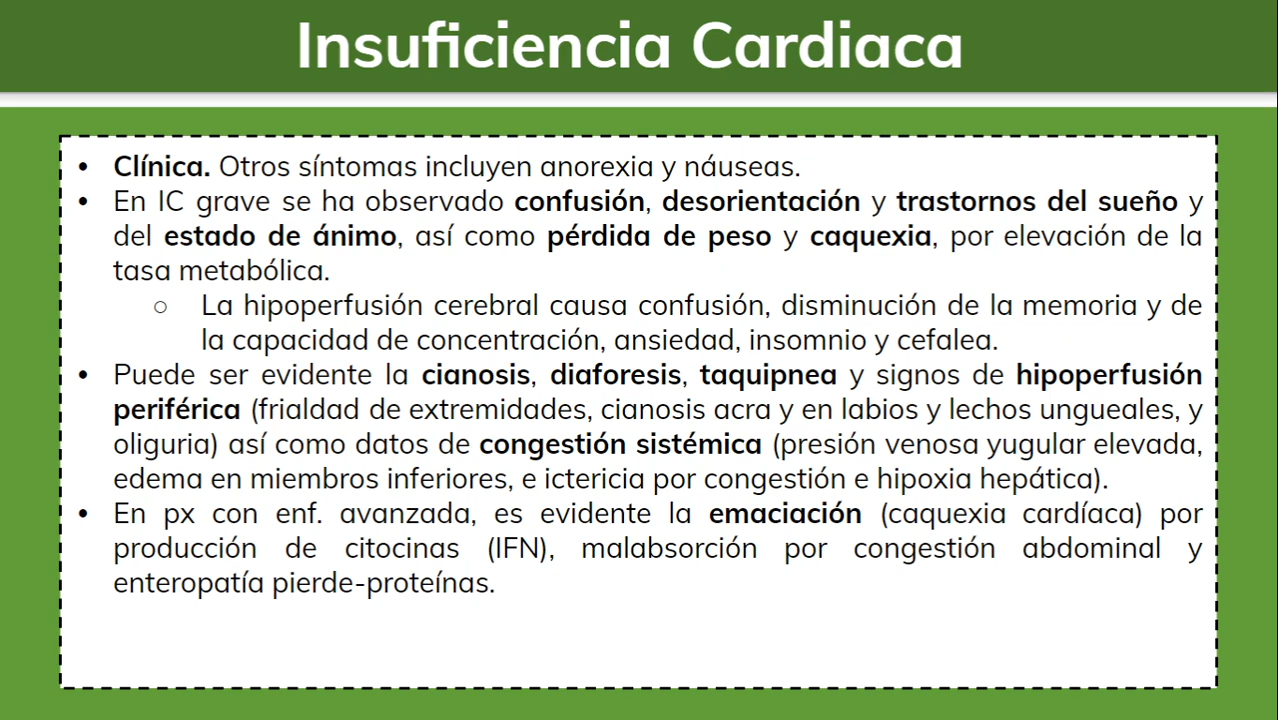 Insuficiencia Cardiaca
• Clínica. Otros síntomas incluyen anorexia y náuseas.
• En IC grave se ha observado confusión, desorientación y trastornos del sueño y
del estado de ánimo, así como pérdida de peso y caquexia, por elevación de la
tasa metabólica.
○ La hipoperfusión cerebral causa confusión, disminución de la memoria y de
la capacidad de concentración, ansiedad, insomnio y cefalea.
• Puede ser evidente la cianosis, diaforesis, taquipnea y signos de hipoperfusión
periférica (frialdad de extremidades, cianosis acra y en labios y lechos ungueales, y
oliguria) así como datos de congestión sistémica (presión venosa yugular elevada,
edema en miembros inferiores, e ictericia por congestión e hipoxia hepática).
• En px con enf. avanzada, es evidente la emaciación (caquexia cardíaca) por
producción de citocinas (IFN), malabsorción por congestión abdominal y
enteropatía pierde-proteínas.